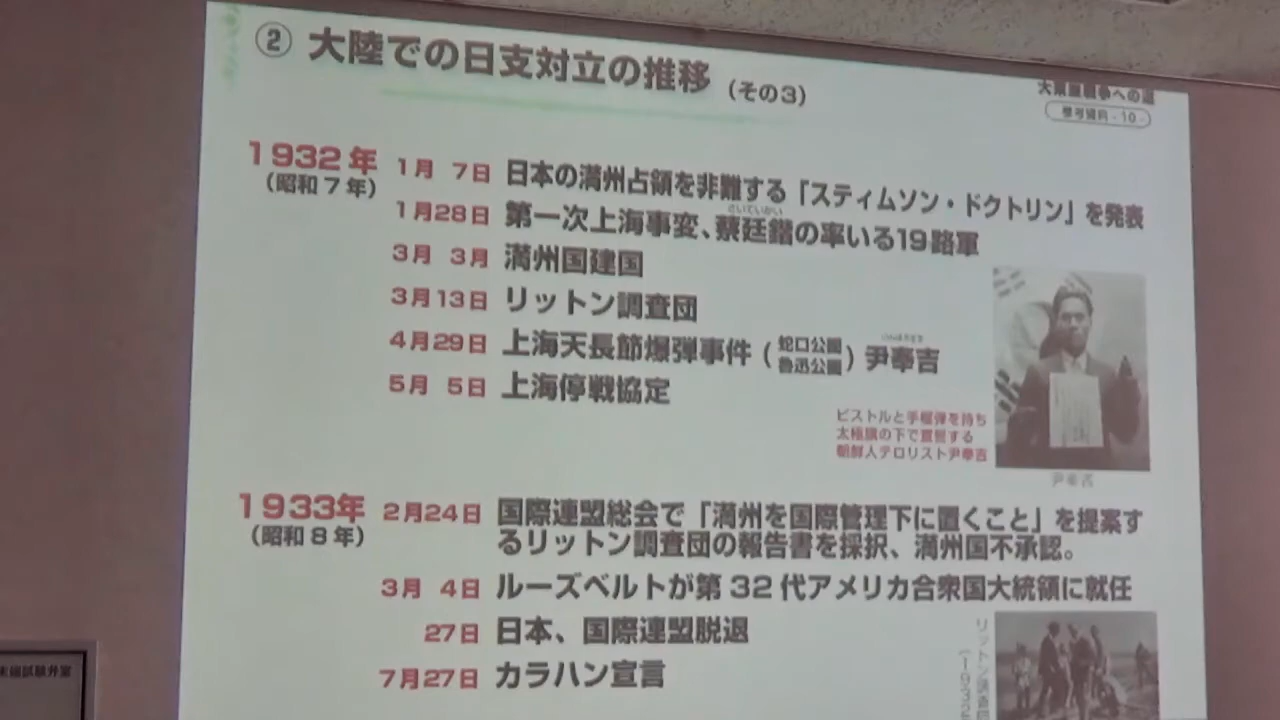 ② 大陸での日支対立の推移 (その3)
大東亜戦争への道
参考資料 - 10 -
1932年 1月 7日 日本の満州占領を非難する「スティムソン・ドクトリン」を発表
(昭和7年)
さいていかい
1月28日 第一次上海事変、蔡廷鍇の率いる19路軍
3月 3月 満州国建国
3月13日 リットン調査団
4月29日 上海天長節爆弾事件 (虹口公園
魯迅公園) 尹奉吉
5月 5日 上海停戦協定
ピストルと手榴弾を持ち
太極旗の下で宣誓する
朝鮮人テロリスト尹奉吉
尹奉吉
1933年 2月24日 国際連盟総会で「満州を国際管理下に置くこと」を提案す
(昭和8年) るリットン調査団の報告書を採択、満州国不承認。
3月 4日 ルーズベルトが第32代アメリカ合衆国大統領に就任
27日 日本、国際連盟脱退
7月27日 カラハン宣言
リットン調査団
(1932